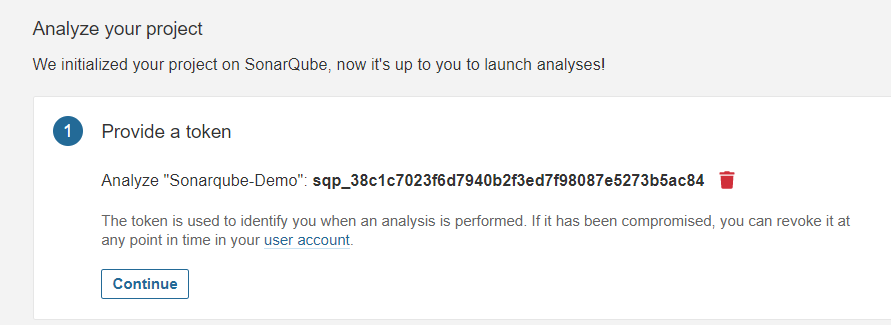 Analyze your project
We initialized your project on SonarQube, now it's up to you to launch analyses!
1
Provide a token
Analyze "Sonarqube-Demo": sqp_38c1c7023f6d7940b2f3ed7f98087e5273b5ac84
The token is used to identify you when an analysis is performed. If it has been compromised, you can revoke it at
any point in time in your user account.
Continue